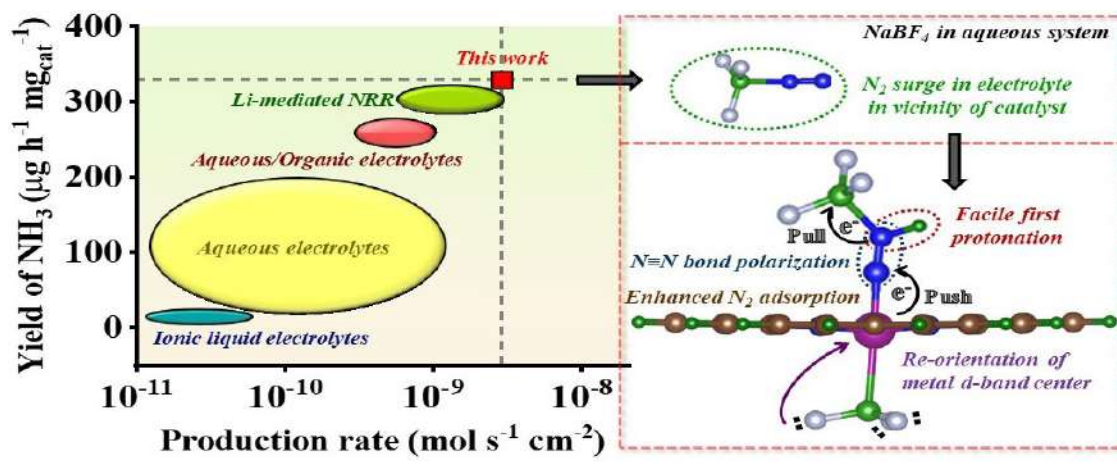 Yield of NH₃ (μg h⁻¹ mg_cat⁻¹)
400
300
200
100
0
This work
Li-mediated NRR
Aqueous/Organic electrolytes
Aqueous electrolytes
Ionic liquid electrolytes
10⁻¹¹
10⁻¹⁰
10⁻⁹
10⁻⁸
Production rate (mol s⁻¹ cm⁻²)
NaBF₄ in aqueous system
N₂ surge in electrolyte
in vicinity of catalyst
Facile first
protonation
Pull
e⁻
N≡N bond polarization
Enhanced N₂ adsorption
e⁻
Push
Re-orientation of
metal d-band center